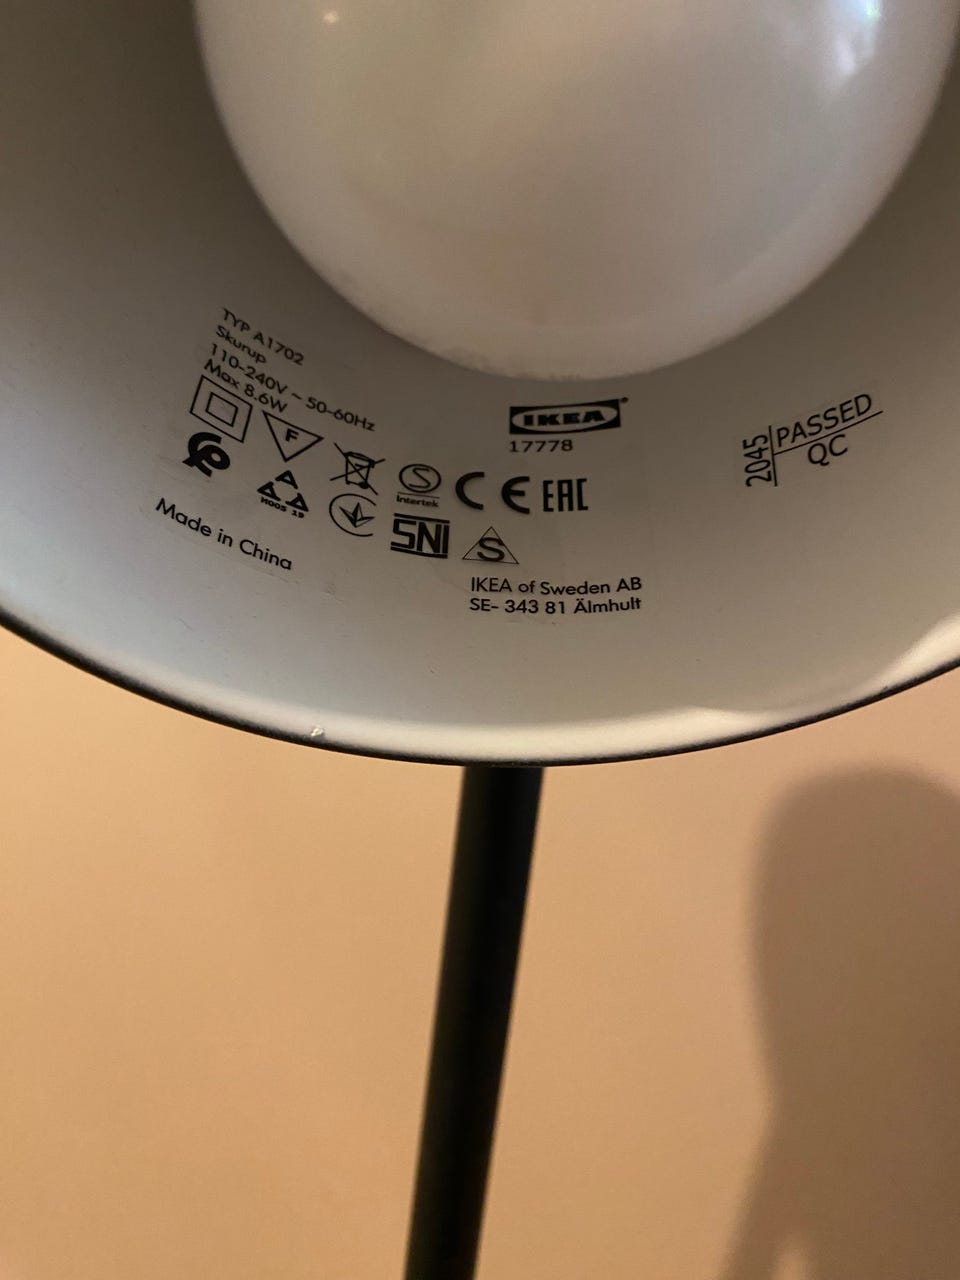 TYP A1702
Skurup
110-240V ~ 50-60Hz
Max 8.6W
F
IKEA®
17778
S
Intertek
CE EAC
SNI
S
Made in China
IKEA of Sweden AB
SE- 343 81 Älmhult
2045
PASSED
QC